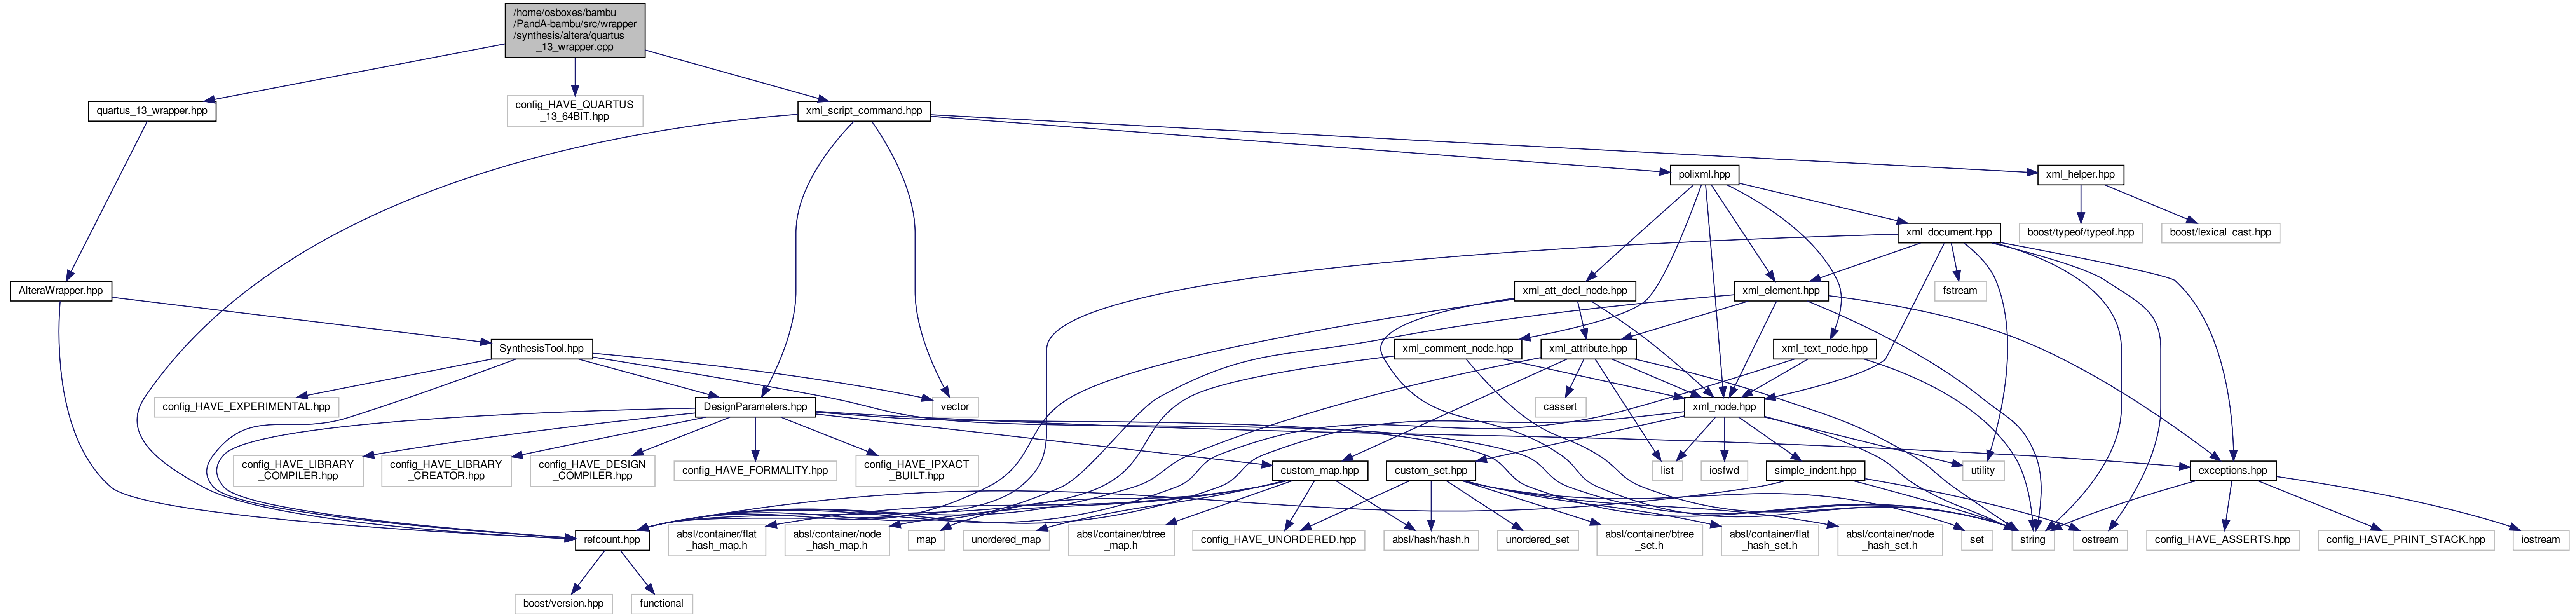 /home/osboxes/bambu
/PandA-bambu/src/wrapper
/synthesis/altera/quartus
_13_wrapper.cpp
quartus_13_wrapper.hpp
config_HAVE_QUARTUS
_13_64BIT.hpp
xml_script_command.hpp
polixml.hpp
xml_helper.hpp
xml_document.hpp
boost/typeof/typeof.hpp
boost/lexical_cast.hpp
AlteraWrapper.hpp
xml_att_decl_node.hpp
xml_element.hpp
fstream
SynthesisTool.hpp
xml_comment_node.hpp
xml_attribute.hpp
xml_text_node.hpp
config_HAVE_EXPERIMENTAL.hpp
DesignParameters.hpp
vector
cassert
xml_node.hpp
config_HAVE_LIBRARY
_COMPILER.hpp
config_HAVE_LIBRARY
_CREATOR.hpp
config_HAVE_DESIGN
_COMPILER.hpp
config_HAVE_FORMALITY.hpp
config_HAVE_IPXACT
_BUILT.hpp
custom_map.hpp
custom_set.hpp
list
iosfwd
simple_indent.hpp
utility
exceptions.hpp
refcount.hpp
absl/container/flat
_hash_map.h
absl/container/node
_hash_map.h
map
unordered_map
absl/container/btree
_map.h
config_HAVE_UNORDERED.hpp
absl/hash/hash.h
unordered_set
absl/container/btree
_set.h
absl/container/flat
_hash_set.h
absl/container/node
_hash_set.h
set
string
ostream
config_HAVE_ASSERTS.hpp
config_HAVE_PRINT_STACK.hpp
iostream
boost/version.hpp
functional